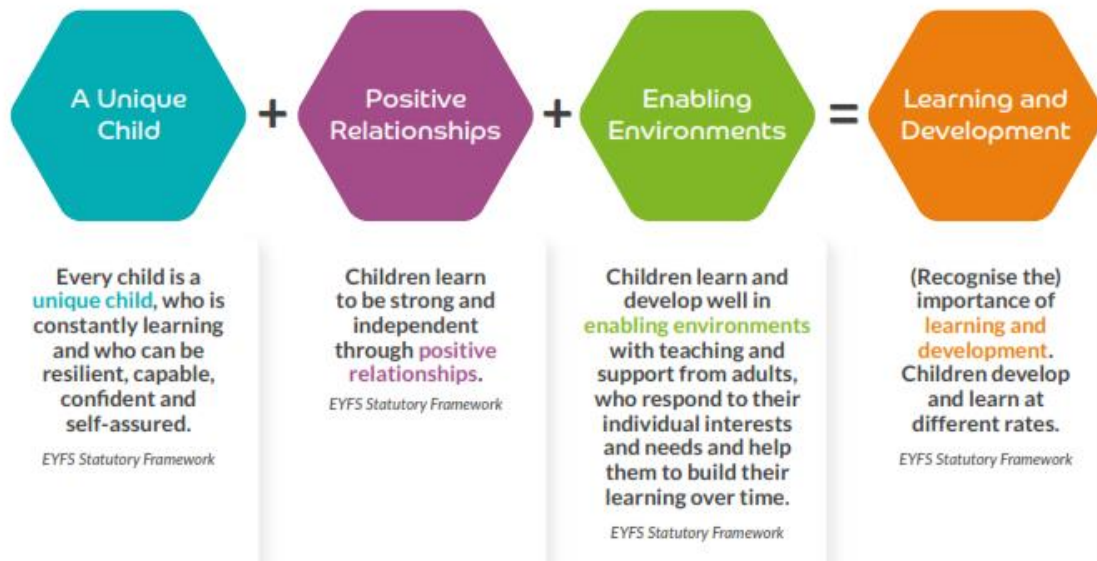 A Unique
Child
+
Positive
Relationships
+
Enabling
Environments
=
Learning and
Development
Every child is a
unique child, who is
constantly learning
and who can be
resilient, capable,
confident and
self-assured.
EYFS Statutory Framework
Children learn
to be strong and
independent
through positive
relationships.
EYFS Statutory Framework
Children learn and
develop well in
enabling environments
with teaching and
support from adults,
who respond to their
individual interests
and needs and help
them to build their
learning over time.
EYFS Statutory Framework
(Recognise the)
importance of
learning and
development.
Children develop
and learn at
different rates.
EYFS Statutory Framework